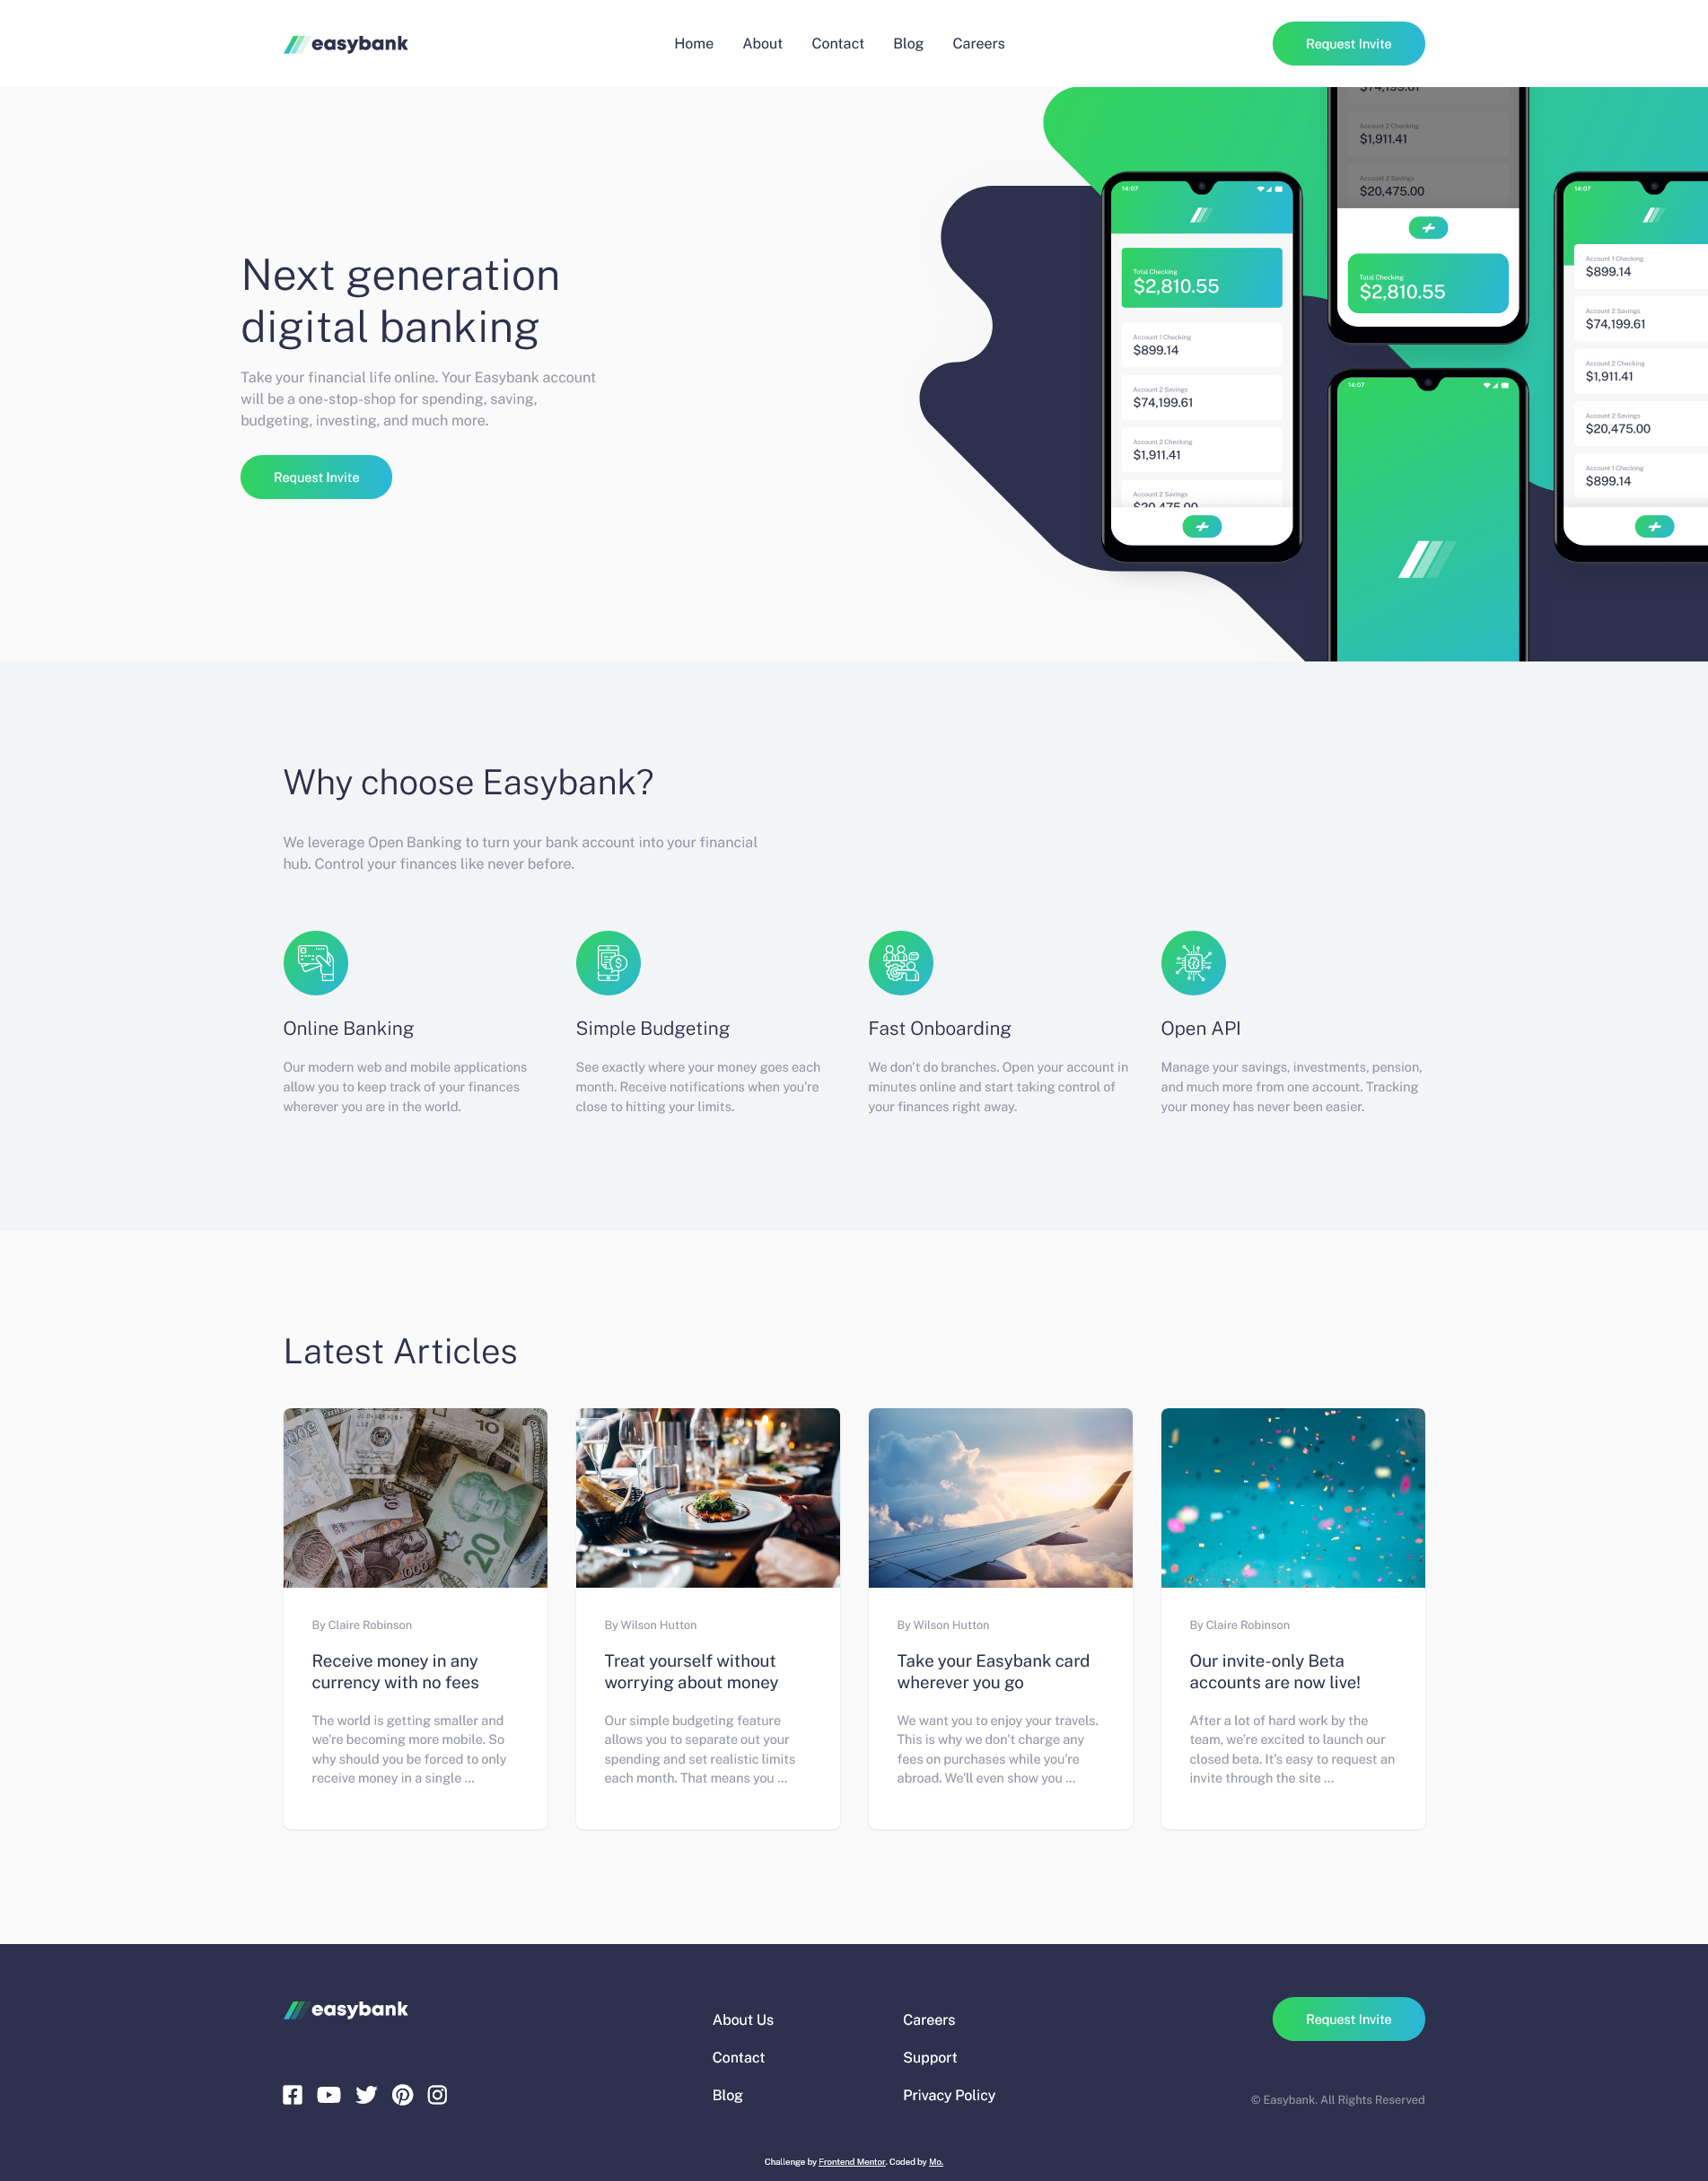 easybank
Home
About
Contact
Blog
Careers
Request Invite
Next generation
digital banking
Take your financial life online. Your Easybank account
will be a one-stop-shop for spending, saving,
budgeting, investing, and much more.
Request Invite
14:07
Total Checking
$2,810.55
Account 1 Checking
$899.14
Account 2 Savings
$74,199.61
Account 2 Checking
$1,911.41
Account 2 Savings
$20,475.00
$74,199.61
Account 2 Checking
$1,911.41
Account 2 Savings
$20,475.00
Total Checking
$2,810.55
14:07
14:07
Account 1 Checking
$899.14
Account 2 Savings
$74,199.61
Account 2 Checking
$1,911.41
Account 2 Savings
$20,475.00
Account 1 Checking
$899.14
Why choose Easybank?
We leverage Open Banking to turn your bank account into your financial
hub. Control your finances like never before.
Online Banking
Our modern web and mobile applications
allow you to keep track of your finances
wherever you are in the world.
Simple Budgeting
See exactly where your money goes each
month. Receive notifications when you're
close to hitting your limits.
Fast Onboarding
We don't do branches. Open your account in
minutes online and start taking control of
your finances right away.
Open API
Manage your savings, investments, pension,
and much more from one account. Tracking
your money has never been easier.
Latest Articles
By Claire Robinson
Receive money in any
currency with no fees
The world is getting smaller and
we're becoming more mobile. So
why should you be forced to only
receive money in a single ...
By Wilson Hutton
Treat yourself without
worrying about money
Our simple budgeting feature
allows you to separate out your
spending and set realistic limits
each month. That means you ...
By Wilson Hutton
Take your Easybank card
wherever you go
We want you to enjoy your travels.
This is why we don't charge any
fees on purchases while you're
abroad. We'll even show you ...
By Claire Robinson
Our invite-only Beta
accounts are now live!
After a lot of hard work by the
team, we're excited to launch our
closed beta. It's easy to request an
invite through the site ...
easybank
About Us
Contact
Blog
Careers
Support
Privacy Policy
Request Invite
© Easybank. All Rights Reserved
Challenge by Frontend Mentor. Coded by Mo.